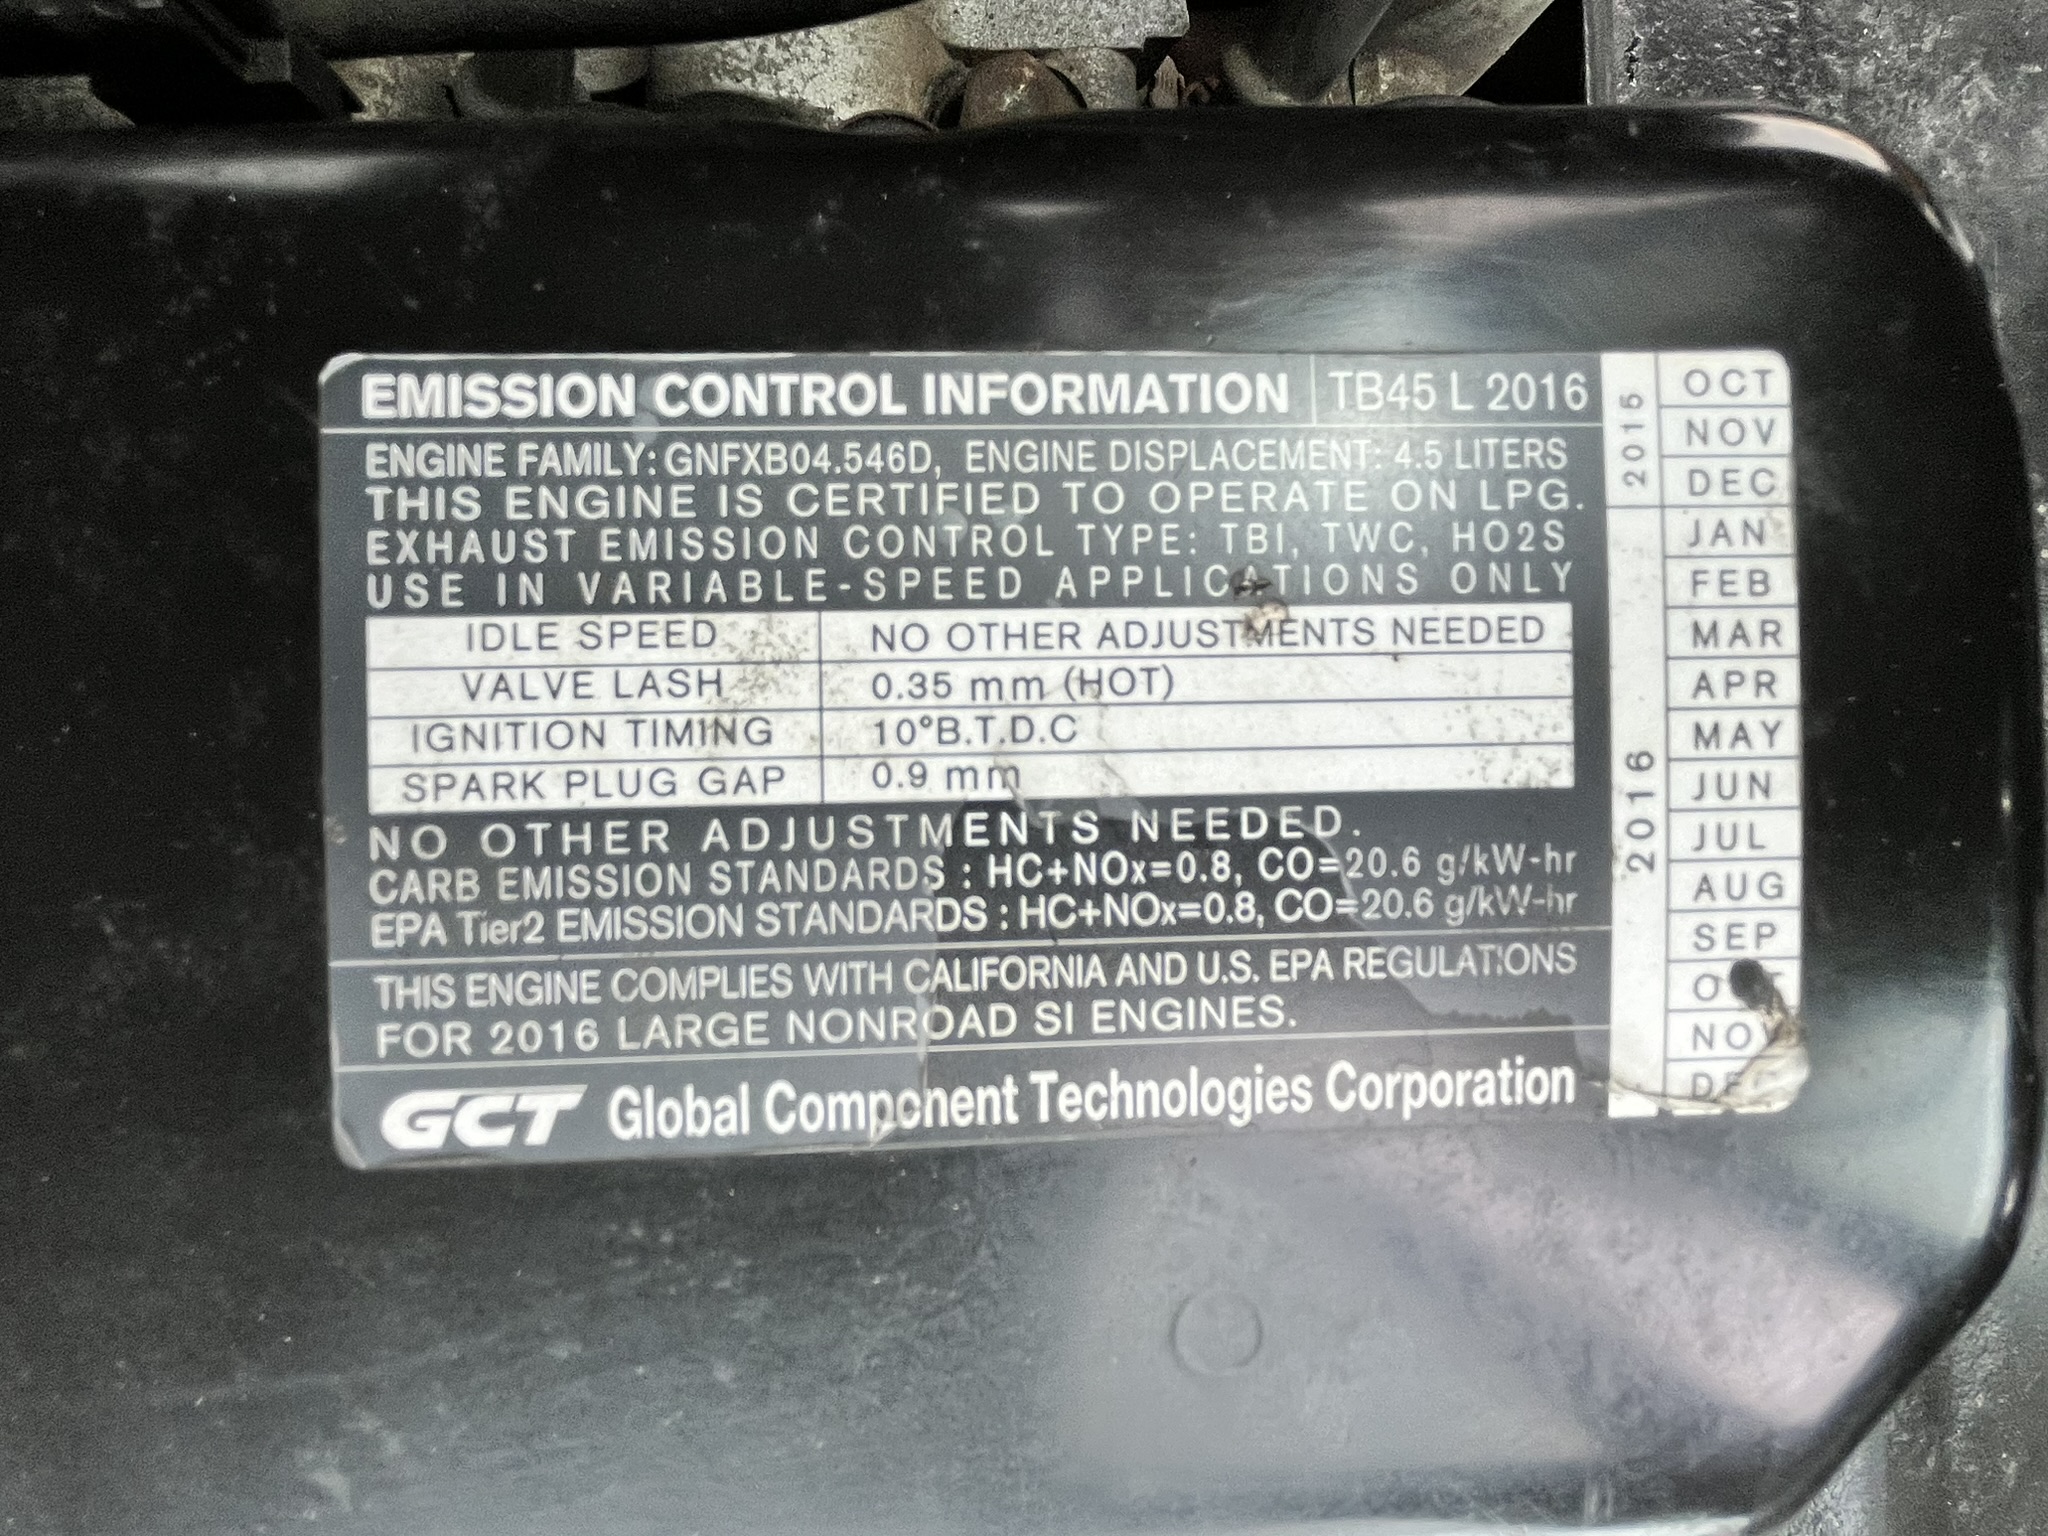 EMISSION CONTROL INFORMATION TB45 L 2016
ENGINE FAMILY: GNFXB04.546D, ENGINE DISPLACEMENT: 4.5 LITERS
THIS ENGINE IS CERTIFIED TO OPERATE ON LPG.
EXHAUST EMISSION CONTROL TYPE: TBI, TWC, HO2S
USE IN VARIABLE-SPEED APPLICATIONS ONLY
IDLE SPEED NO OTHER ADJUSTMENTS NEEDED
VALVE LASH 0.35 mm (HOT)
IGNITION TIMING 10°B.T.D.C
SPARK PLUG GAP 0.9 mm
NO OTHER ADJUSTMENTS NEEDED.
CARB EMISSION STANDARDS : HC+NOx=0.8, CO=20.6 g/kW-hr
EPA Tier2 EMISSION STANDARDS : HC+NOx=0.8, CO=20.6 g/kW-hr
THIS ENGINE COMPLIES WITH CALIFORNIA AND U.S. EPA REGULATIONS
FOR 2016 LARGE NONROAD SI ENGINES.
GCT Global Component Technologies Corporation
2015
OCT
NOV
DEC
2016
JAN
FEB
MAR
APR
MAY
JUN
JUL
AUG
SEP
OCT
NOV
DEC